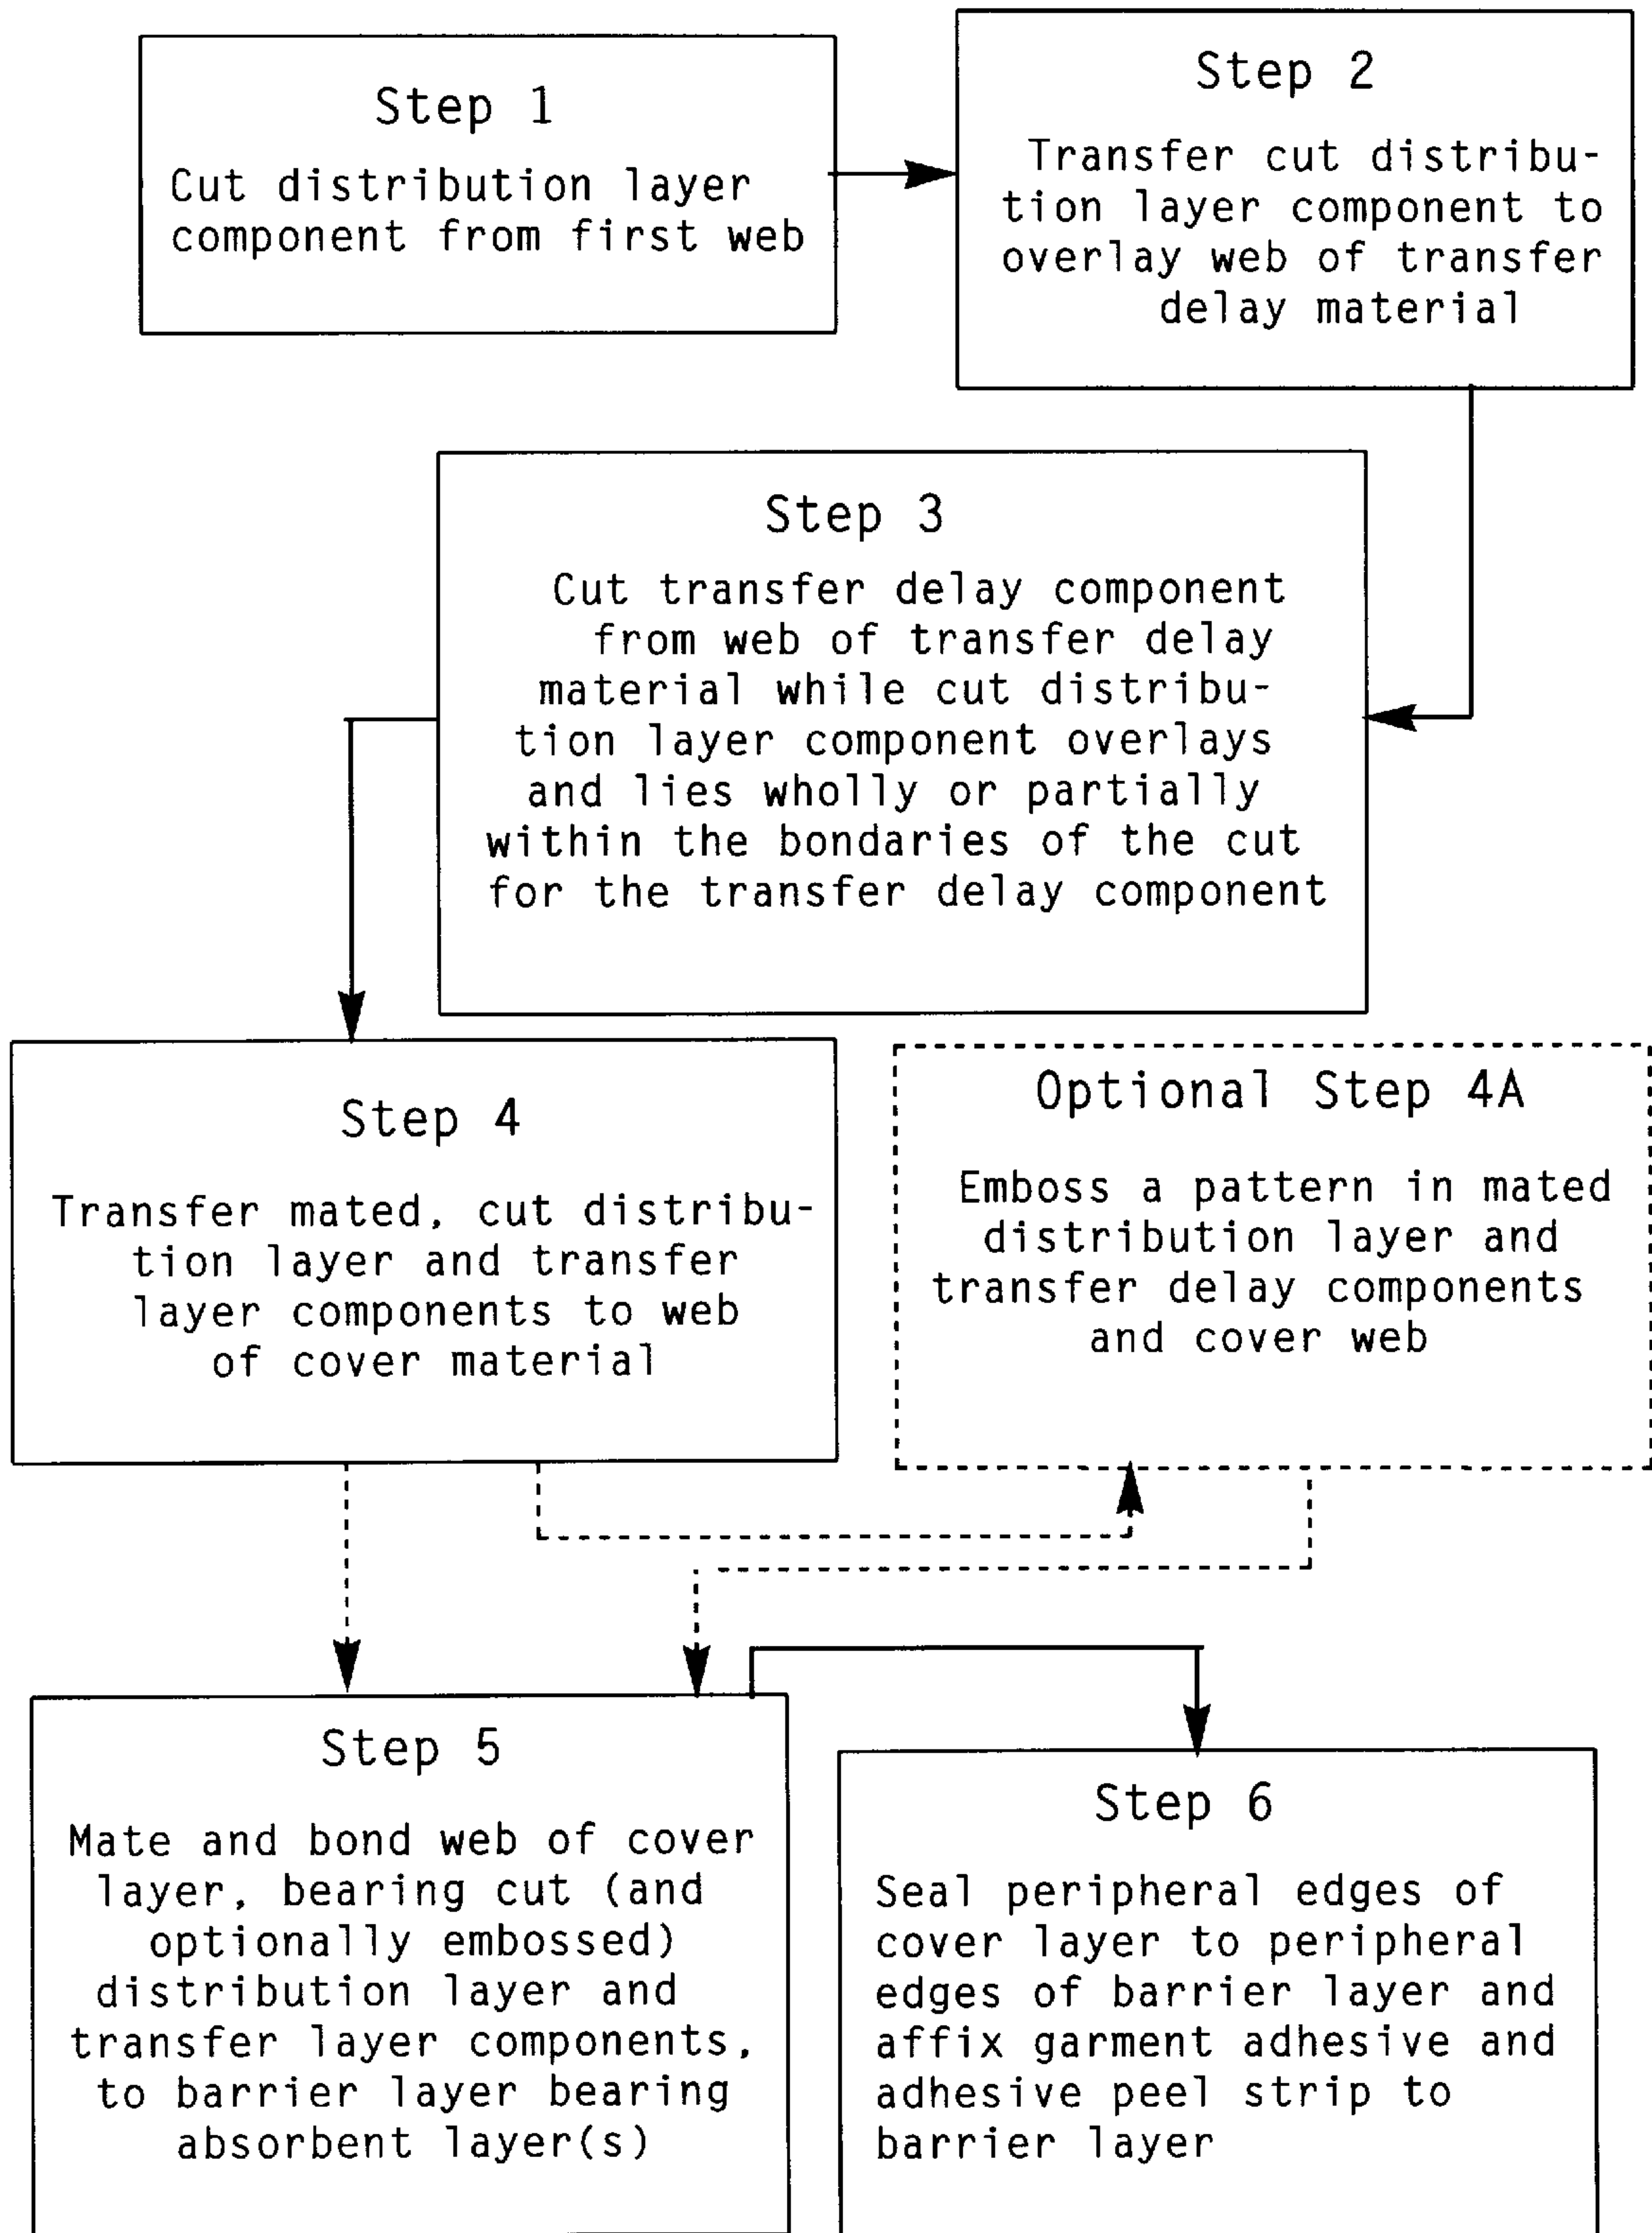 Step 1
Cut distribution layer
component from first web
Step 2
Transfer cut distribu-
tion layer component to
overlay web of transfer
delay material
Step 3
Cut transfer delay component
from web of transfer delay
material while cut distribu-
tion layer component overlays
and lies wholly or partially
within the bondaries of the cut
for the transfer delay component
Step 4
Transfer mated, cut distribu-
tion layer and transfer
layer components to web
of cover material
Optional Step 4A
Emboss a pattern in mated
distribution layer and
transfer delay components
and cover web
Step 5
Mate and bond web of cover
layer, bearing cut (and
optionally embossed)
distribution layer and
transfer layer components,
to barrier layer bearing
absorbent layer(s)
Step 6
Seal peripheral edges of
cover layer to peripheral
edges of barrier layer and
affix garment adhesive and
adhesive peel strip to
barrier layer